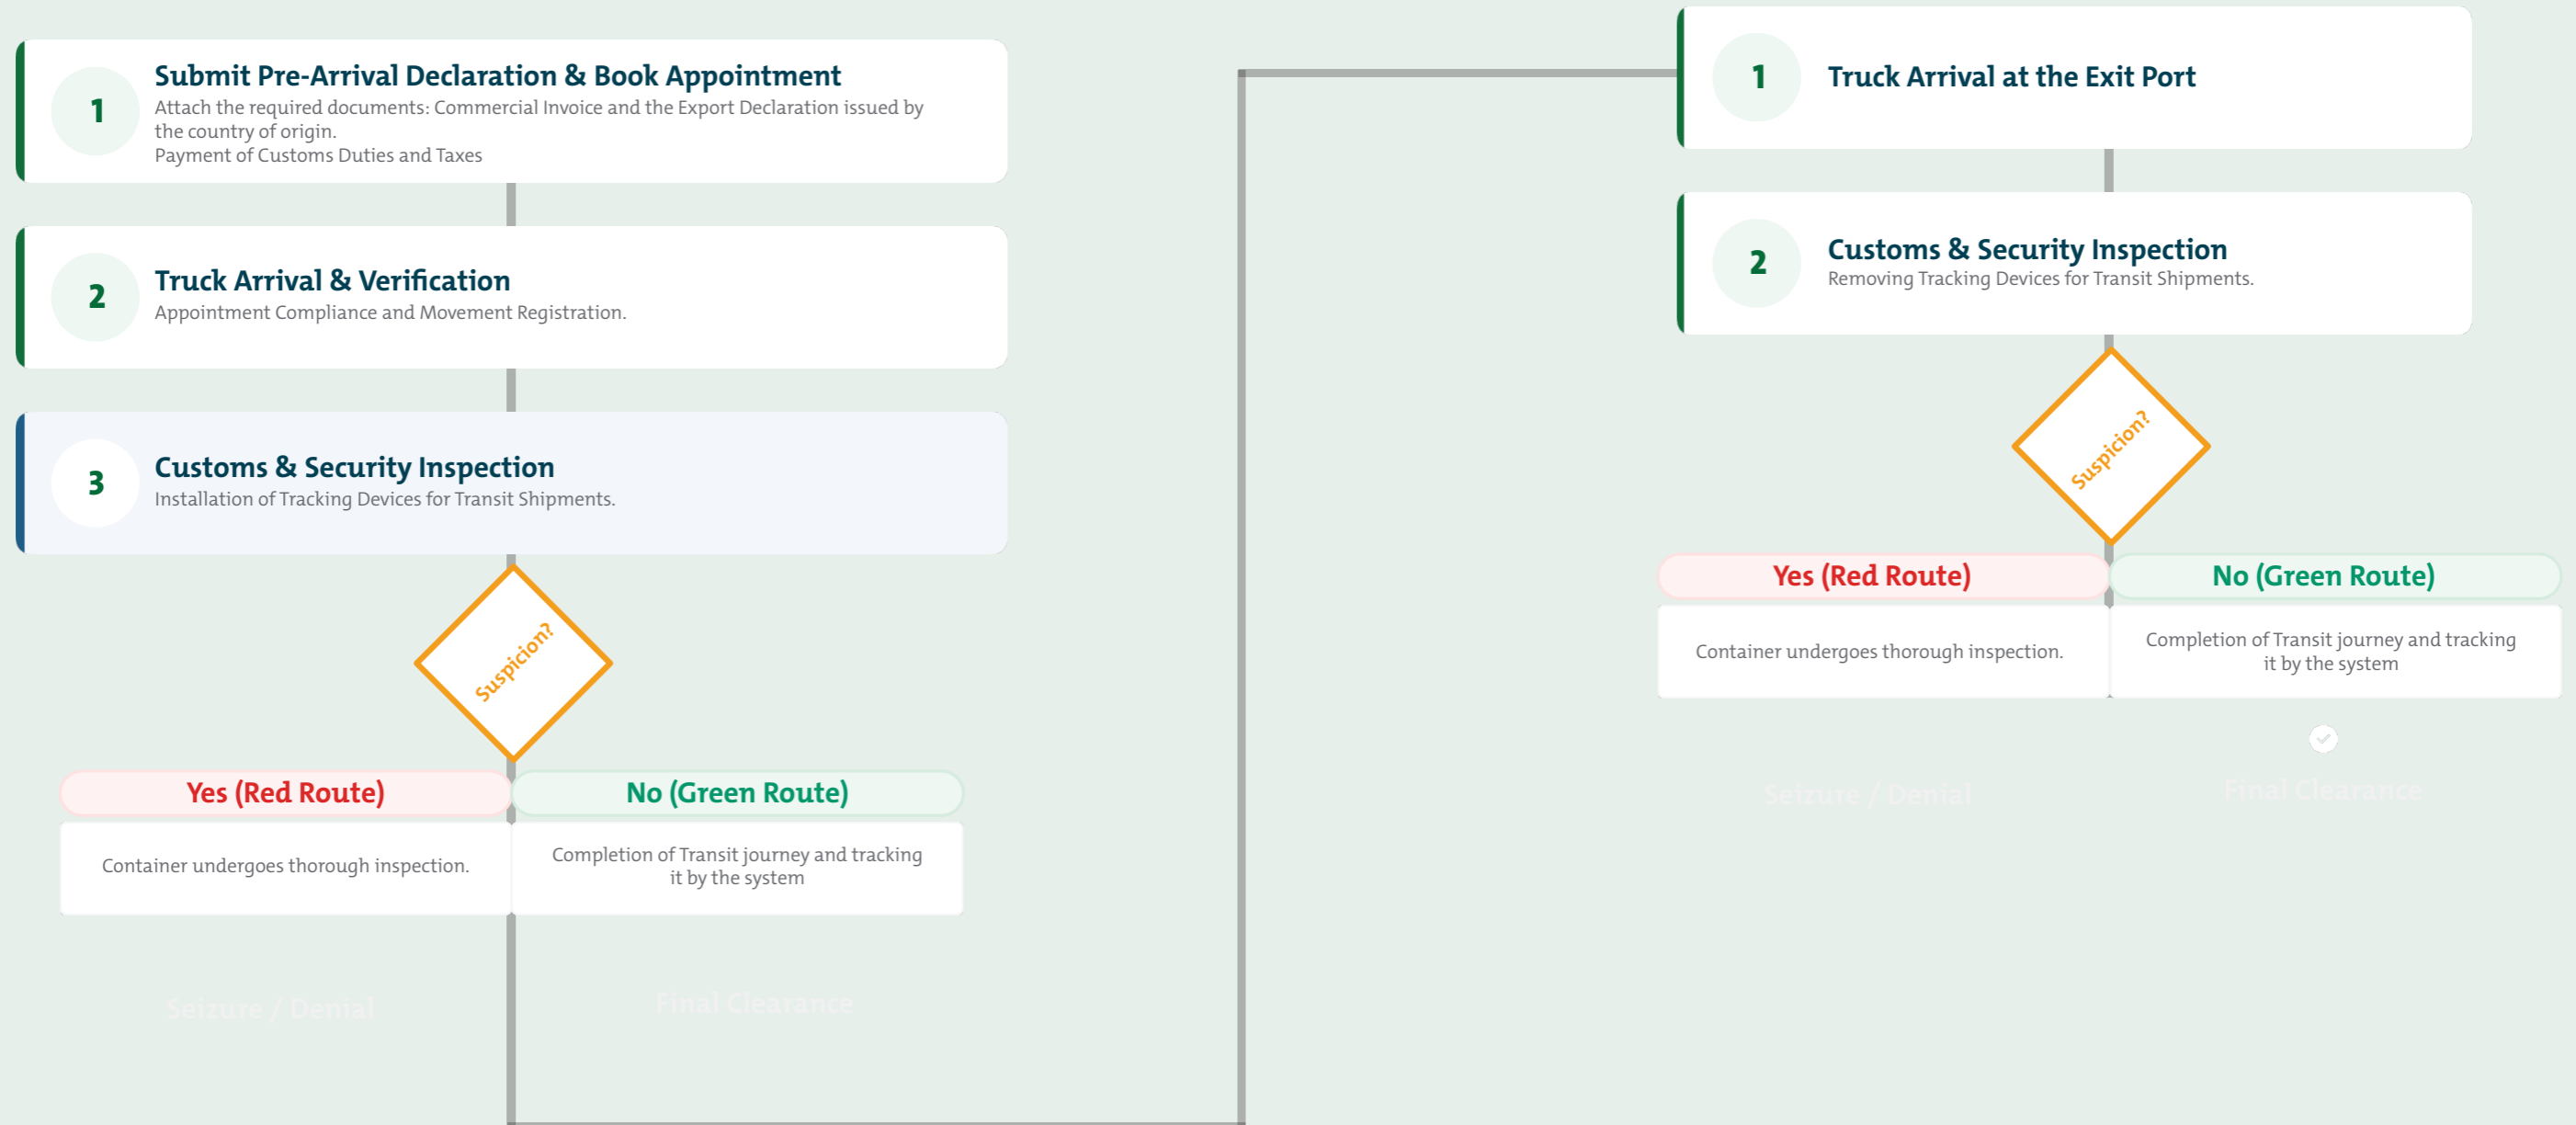 1
Submit Pre-Arrival Declaration & Book Appointment
Attach the required documents: Commercial Invoice and the Export Declaration issued by
the country of origin.
Payment of Customs Duties and Taxes
2
Truck Arrival & Verification
Appointment Compliance and Movement Registration.
3
Customs & Security Inspection
Installation of Tracking Devices for Transit Shipments.
Suspicion?
Yes (Red Route)
No (Green Route)
Container undergoes thorough inspection.
Completion of Transit journey and tracking
it by the system
Seizure / Denial
Final Clearance
1
Truck Arrival at the Exit Port
2
Customs & Security Inspection
Removing Tracking Devices for Transit Shipments.
Suspicion?
Yes (Red Route)
No (Green Route)
Container undergoes thorough inspection.
Completion of Transit journey and tracking
it by the system
Seizure / Denial
Final Clearance